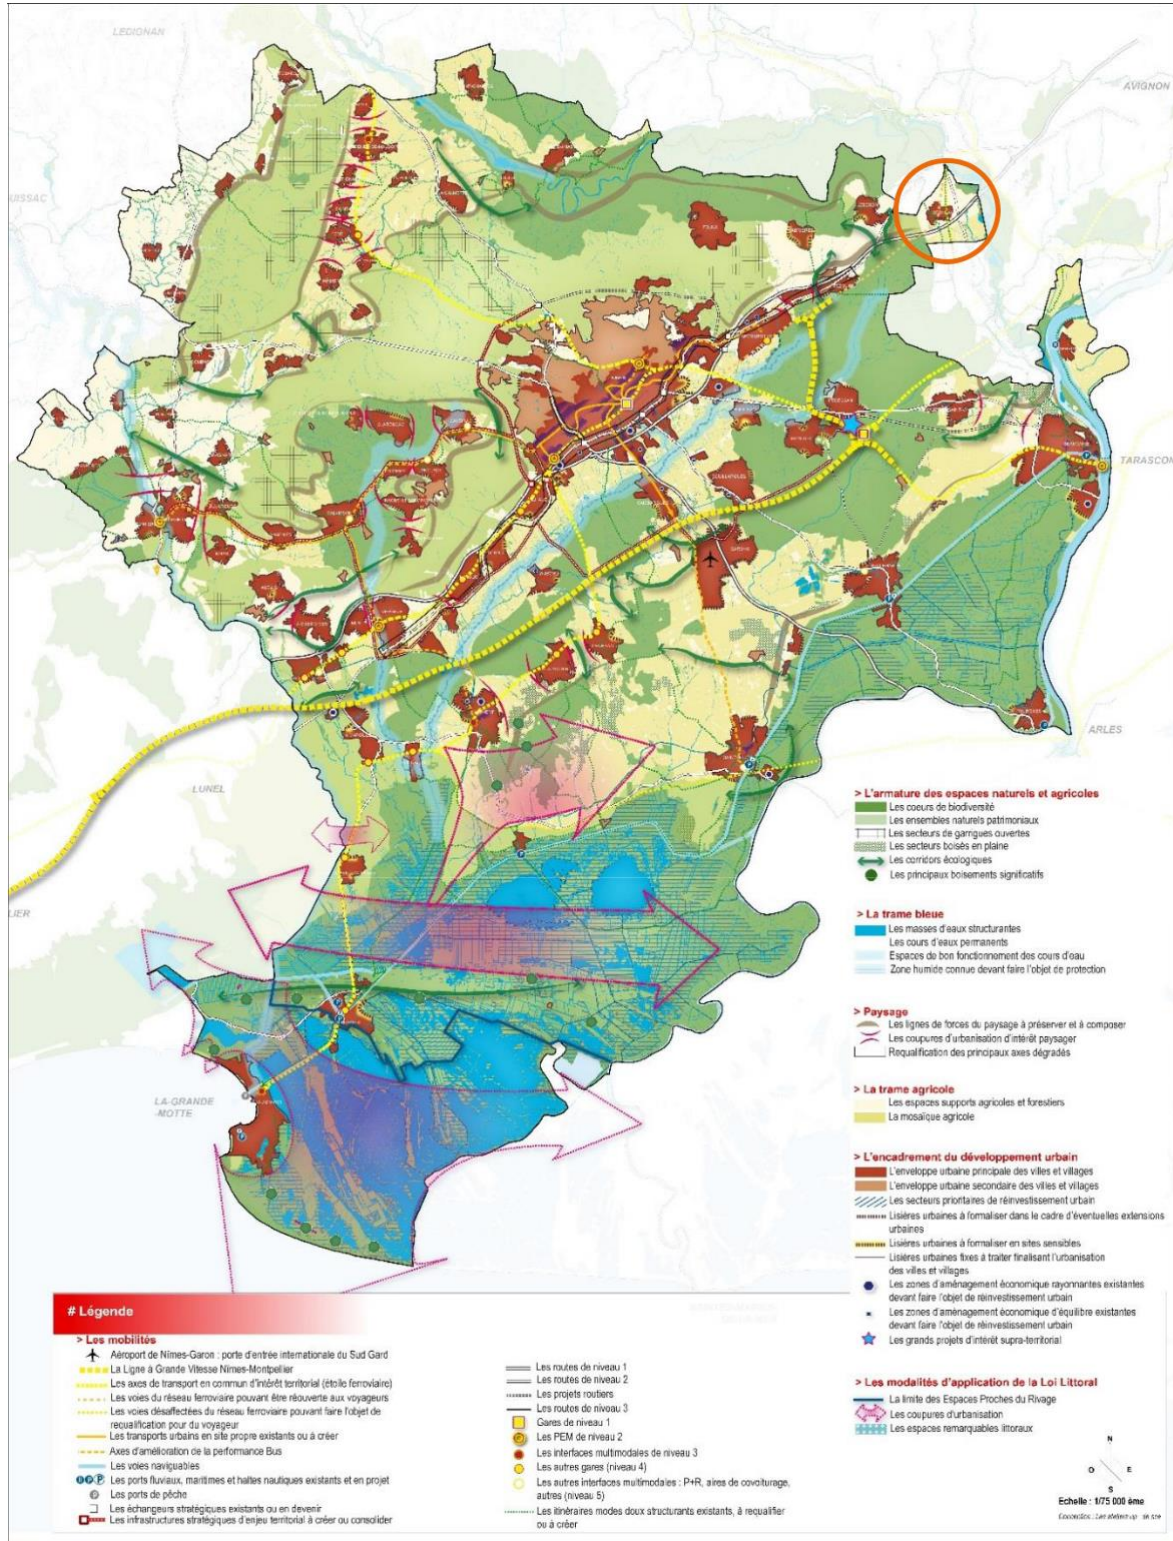 LEDIGNAN
AVIGNON
TARASCON
ARLES
LUNEL
LA-GRANDE
-MOTTE
> L'armature des espaces naturels et agricoles
Les coeurs de biodiversité
Les ensembles naturels patrimoniaux
Les secteurs de garrigues ouvertes
Les secteurs boisés en plaine
Les corridors écologiques
Les principaux boisements significatifs
> La trame bleue
Les masses d'eaux structurantes
Les cours d'eaux permanents
Espaces de bon fonctionnement des cours d'eau
Zone humide connue devant faire l'objet de protection
> Paysage
Les lignes de forces du paysage à préserver et à composer
Les coupures d'urbanisation d'intérêt paysager
Requalification des principaux axes dégradés
> La trame agricole
Les espaces supports agricoles et forestiers
La mosaïque agricole
> L'encadrement du développement urbain
L'enveloppe urbaine principale des villes et villages
L'enveloppe urbaine secondaire des villes et villages
Les secteurs prioritaires de réinvestissement urbain
Lisières urbaines à formaliser dans le cadre d'éventuelles extensions
urbaines
Lisières urbaines à formaliser en sites sensibles
Lisières urbaines fixes à traiter finalisant l'urbanisation
des villes et villages
Les zones d'aménagement économique rayonnantes existantes
devant faire l'objet de réinvestissement urbain
Les zones d'aménagement économique d'équilibre existantes
devant faire l'objet de réinvestissement urbain
Les grands projets d'intérêt supra-territorial
> Les modalités d'application de la Loi Littoral
La limite des Espaces Proches du Rivage
Les coupures d'urbanisation
Les espaces remarquables littoraux
N
O E
S
Echelle : 1/75 000 ème
# Légende
> Les mobilités
Aéroport de Nîmes-Garon : porte d'entrée internationale du Sud Gard
La Ligne à Grande Vitesse Nîmes-Montpellier
Les axes de transport en commun d'intérêt territorial (étoile ferroviaire)
Les voies du réseau ferroviaire pouvant être réouverte aux voyageurs
Les voies désaffectées du réseau ferroviaire pouvant faire l'objet de
requalification pour du voyageur
Les transports urbains en site propre existants ou à créer
Axes d'amélioration de la performance Bus
Les voies naviguables
Les ports fluviaux, maritimes et haltes nautiques existants et en projet
Les ports de pêche
Les échangeurs stratégiques existants ou en devenir
Les infrastructures stratégiques d'enjeu territorial à créer ou consolider
Les routes de niveau 1
Les routes de niveau 2
Les projets routiers
Les routes de niveau 3
Gares de niveau 1
Les PEM de niveau 2
Les interfaces multimodales de niveau 3
Les autres gares (niveau 4)
Les autres interfaces multimodales : P+R, aires de covoiturage,
autres (niveau 5)
Les itinéraires modes doux structurants existants, à requalifier
ou à créer